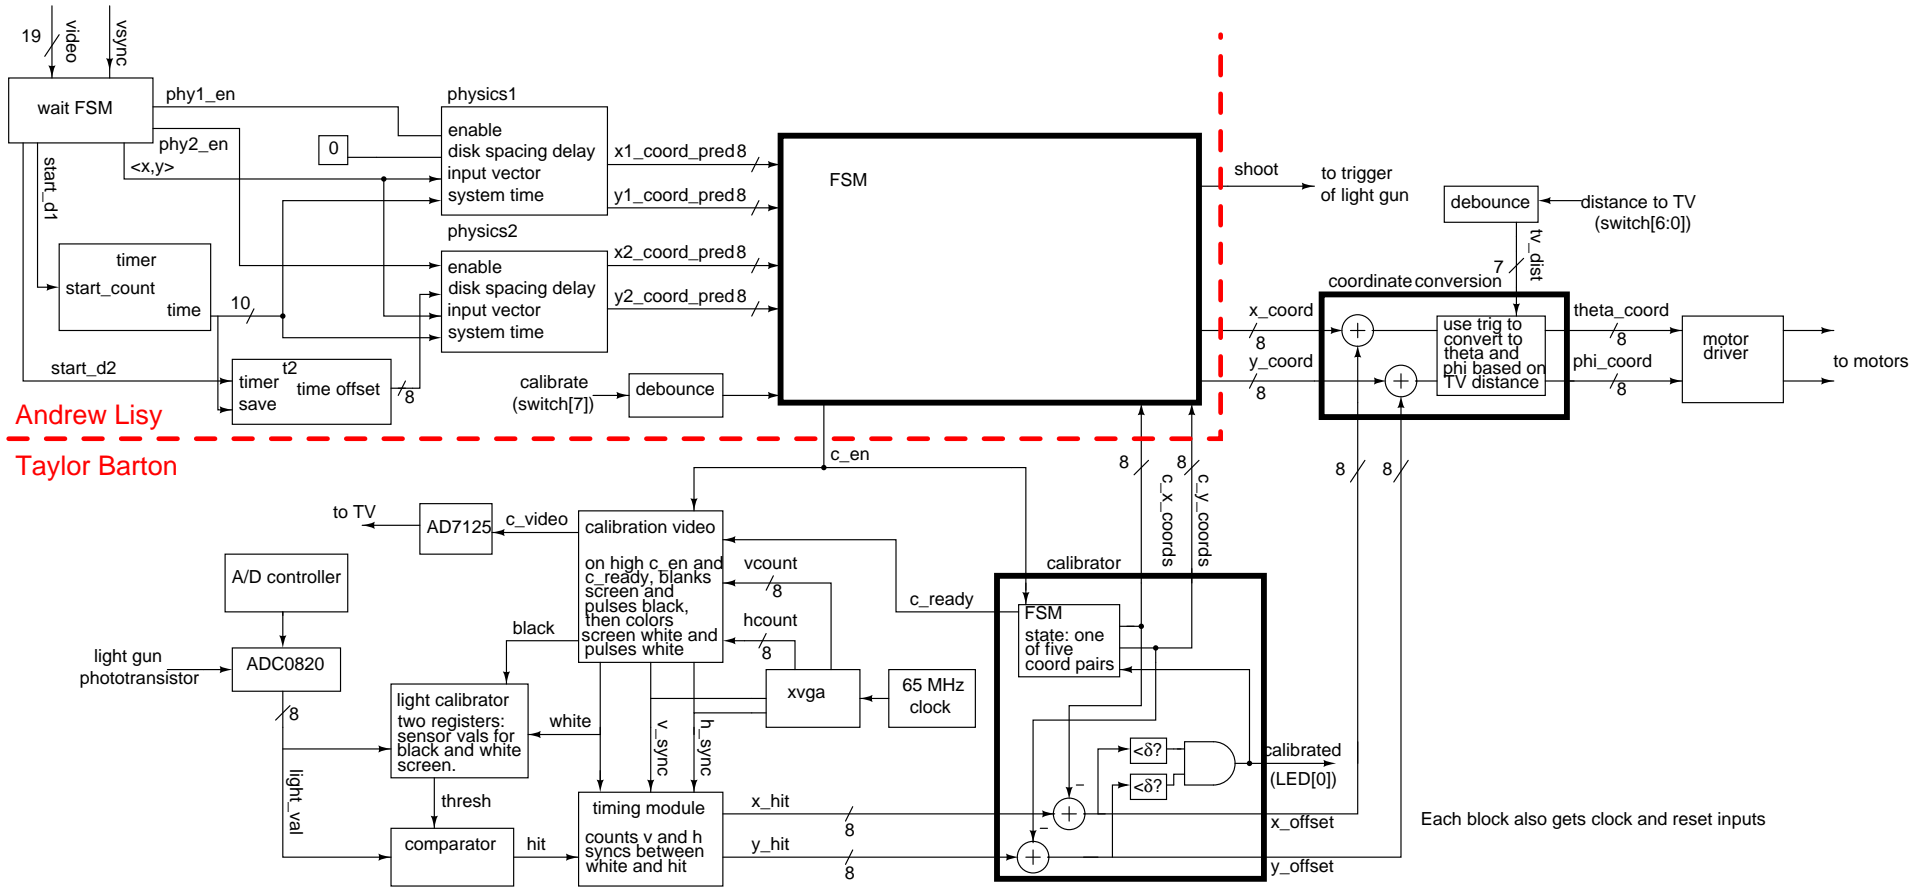 19
video
vsync
wait FSM
phy1_en
phy2_en
<x,y>
start_d1
0
physics1
enable
disk spacing delay
input vector
system time
x1_coord_pred 8
y1_coord_pred 8
physics2
enable
disk spacing delay
input vector
system time
x2_coord_pred 8
y2_coord_pred 8
timer
start_count
time
10
start_d2
t2
timer
save
time offset
8
calibrate
(switch[7])
debounce
FSM
shoot
to trigger
of light gun
debounce
distance to TV
(switch[6:0])
tv_dist
7
coordinate conversion
x_coord
8
y_coord
8
use trig to
convert to
theta and
phi based on
TV distance
theta_coord
8
phi_coord
8
motor
driver
to motors
Andrew Lisy
Taylor Barton
c_en
8
c_x_coords
8
c_y_coords
8
8
to TV
AD7125
c_video
calibration video
on high c_en and
c_ready, blanks
screen and
pulses black,
then colors
screen white and
pulses white
vcount
8
hcount
8
c_ready
A/D controller
light gun
phototransistor
ADC0820
8
light_val
black
white
light calibrator
two registers:
sensor vals for
black and white
screen.
thresh
comparator
hit
v_sync
h_sync
xvga
65 MHz
clock
timing module
counts v and h
syncs between
white and hit
x_hit
8
y_hit
8
calibrator
FSM
state: one
of five
coord pairs
<δ?
<δ?
-
-
+
+
+
+
calibrated
(LED[0])
x_offset
y_offset
Each block also gets clock and reset inputs